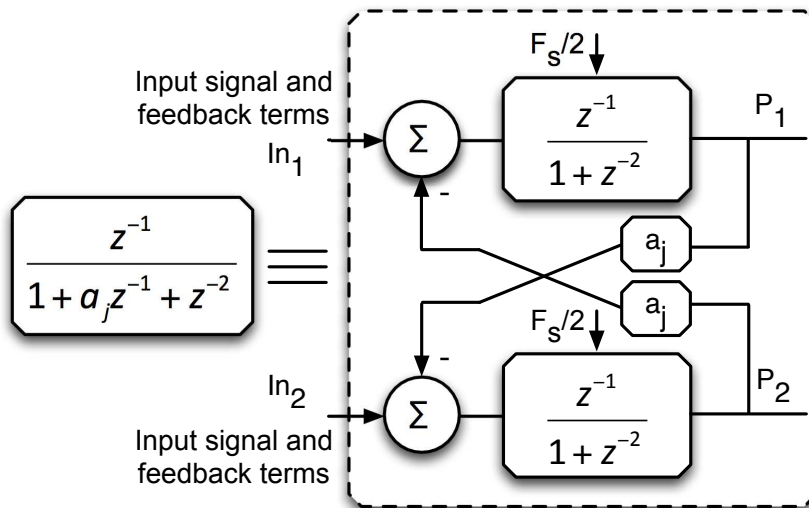 F_s/2
Input signal and
feedback terms
In_1
Σ
-
z^{-1}
1 + z^{-2}
P_1
a_j
z^{-1}
1 + a_j z^{-1} + z^{-2}
a_j
F_s/2
-
In_2
Σ
z^{-1}
1 + z^{-2}
P_2
Input signal and
feedback terms